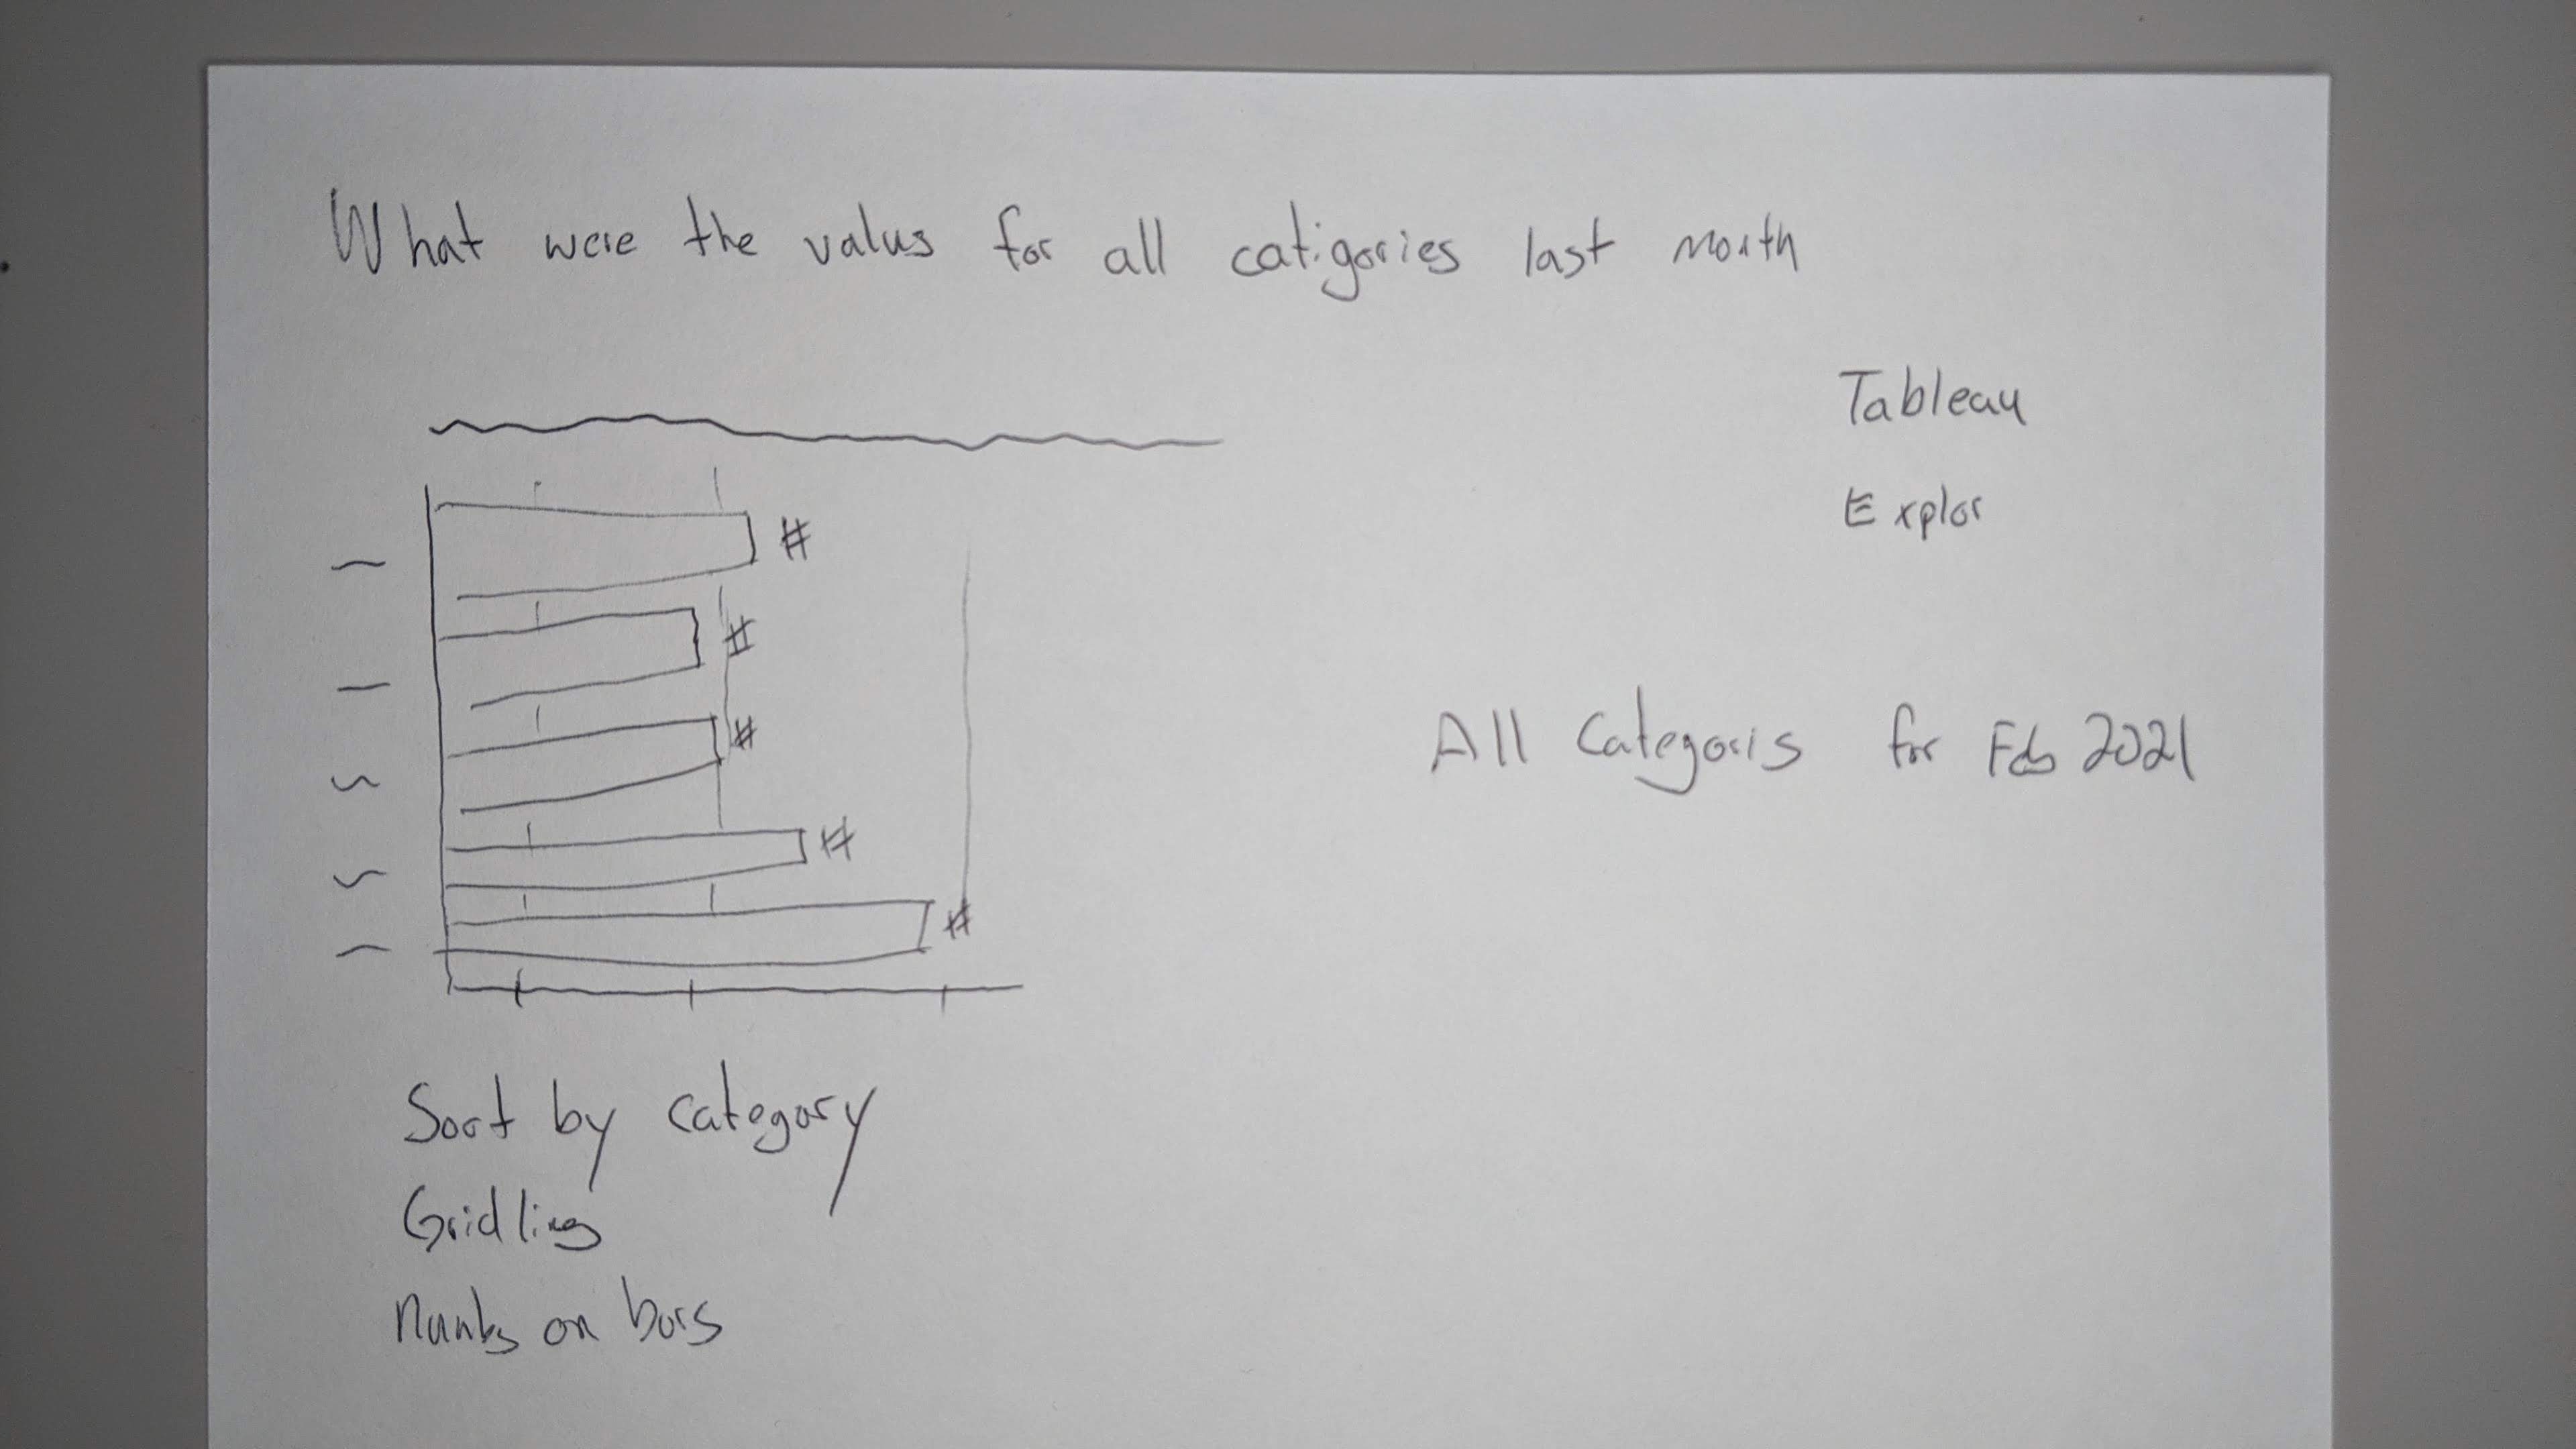 What were the valus for all catigories last month
Tableau
Explor
#
#
#
#
#
All Categoris for Feb 2021
Sort by category
Gridlines
Numbs on bars